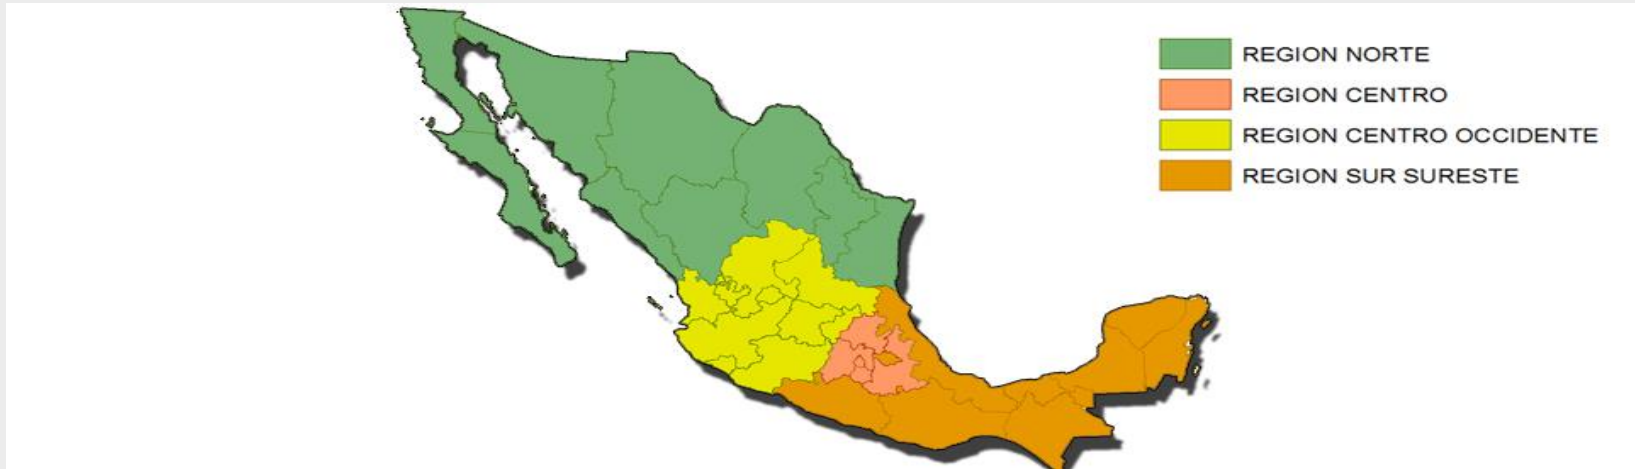 REGION NORTE
REGION CENTRO
REGION CENTRO OCCIDENTE
REGION SUR SURESTE